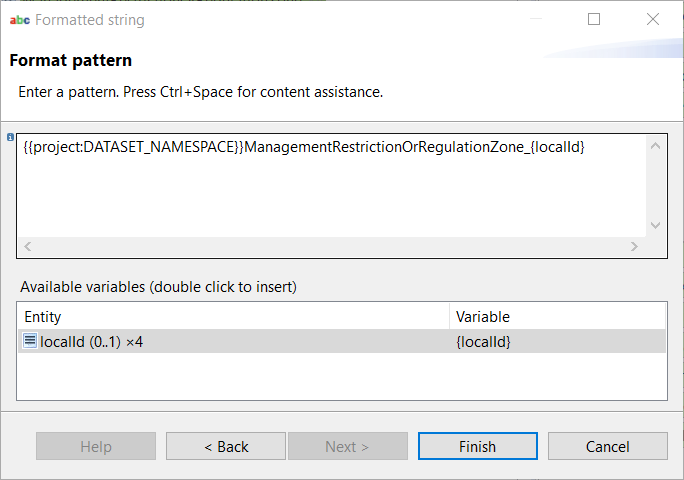 abc Formatted string
Format pattern
Enter a pattern. Press Ctrl+Space for content assistance.
{{project:DATASET_NAMESPACE}}ManagementRestrictionOrRegulationZone_{localId}
Available variables (double click to insert)
Entity Variable
localId (0..1) ×4 {localId}
Help < Back Next > Finish Cancel